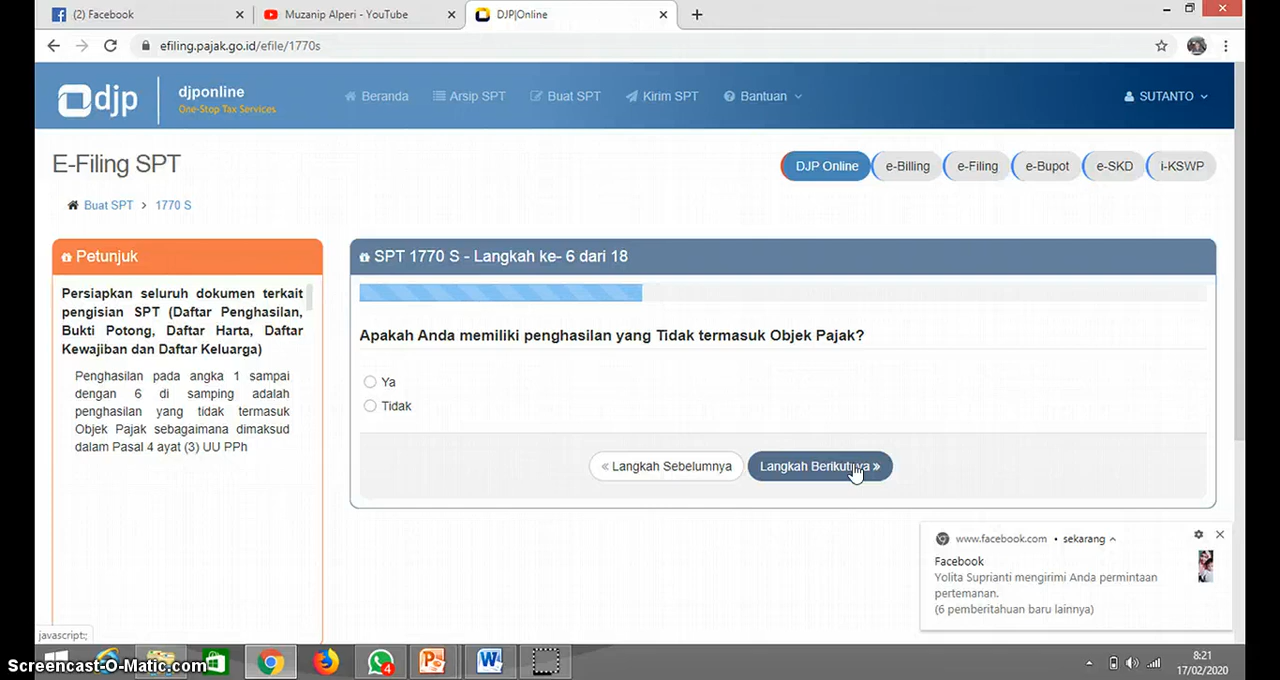 (2) Facebook
Muzanip Alperi - YouTube
DJP|Online
efiling.pajak.go.id/efile/1770s
djp
djponline
One-Stop Tax Services
Beranda
Arsip SPT
Buat SPT
Kirim SPT
Bantuan
SUTANTO
E-Filing SPT
DJP Online
e-Billing
e-Filing
e-Bupot
e-SKD
i-KSWP
Buat SPT > 1770 S
Petunjuk
Persiapkan seluruh dokumen terkait
pengisian SPT (Daftar Penghasilan,
Bukti Potong, Daftar Harta, Daftar
Kewajiban dan Daftar Keluarga)
Penghasilan pada angka 1 sampai
dengan 6 di samping adalah
penghasilan yang tidak termasuk
Objek Pajak sebagaimana dimaksud
dalam Pasal 4 ayat (3) UU PPh
SPT 1770 S - Langkah ke- 6 dari 18
Apakah Anda memiliki penghasilan yang Tidak termasuk Objek Pajak?
Ya
Tidak
« Langkah Sebelumnya
Langkah Berikutnya »
www.facebook.com • sekarang
Facebook
Yolita Suprianti mengirimi Anda permintaan
pertemanan.
(6 pemberitahuan baru lainnya)
javascript:;
4
Screencast-O-Matic.com
8:21
17/02/2020